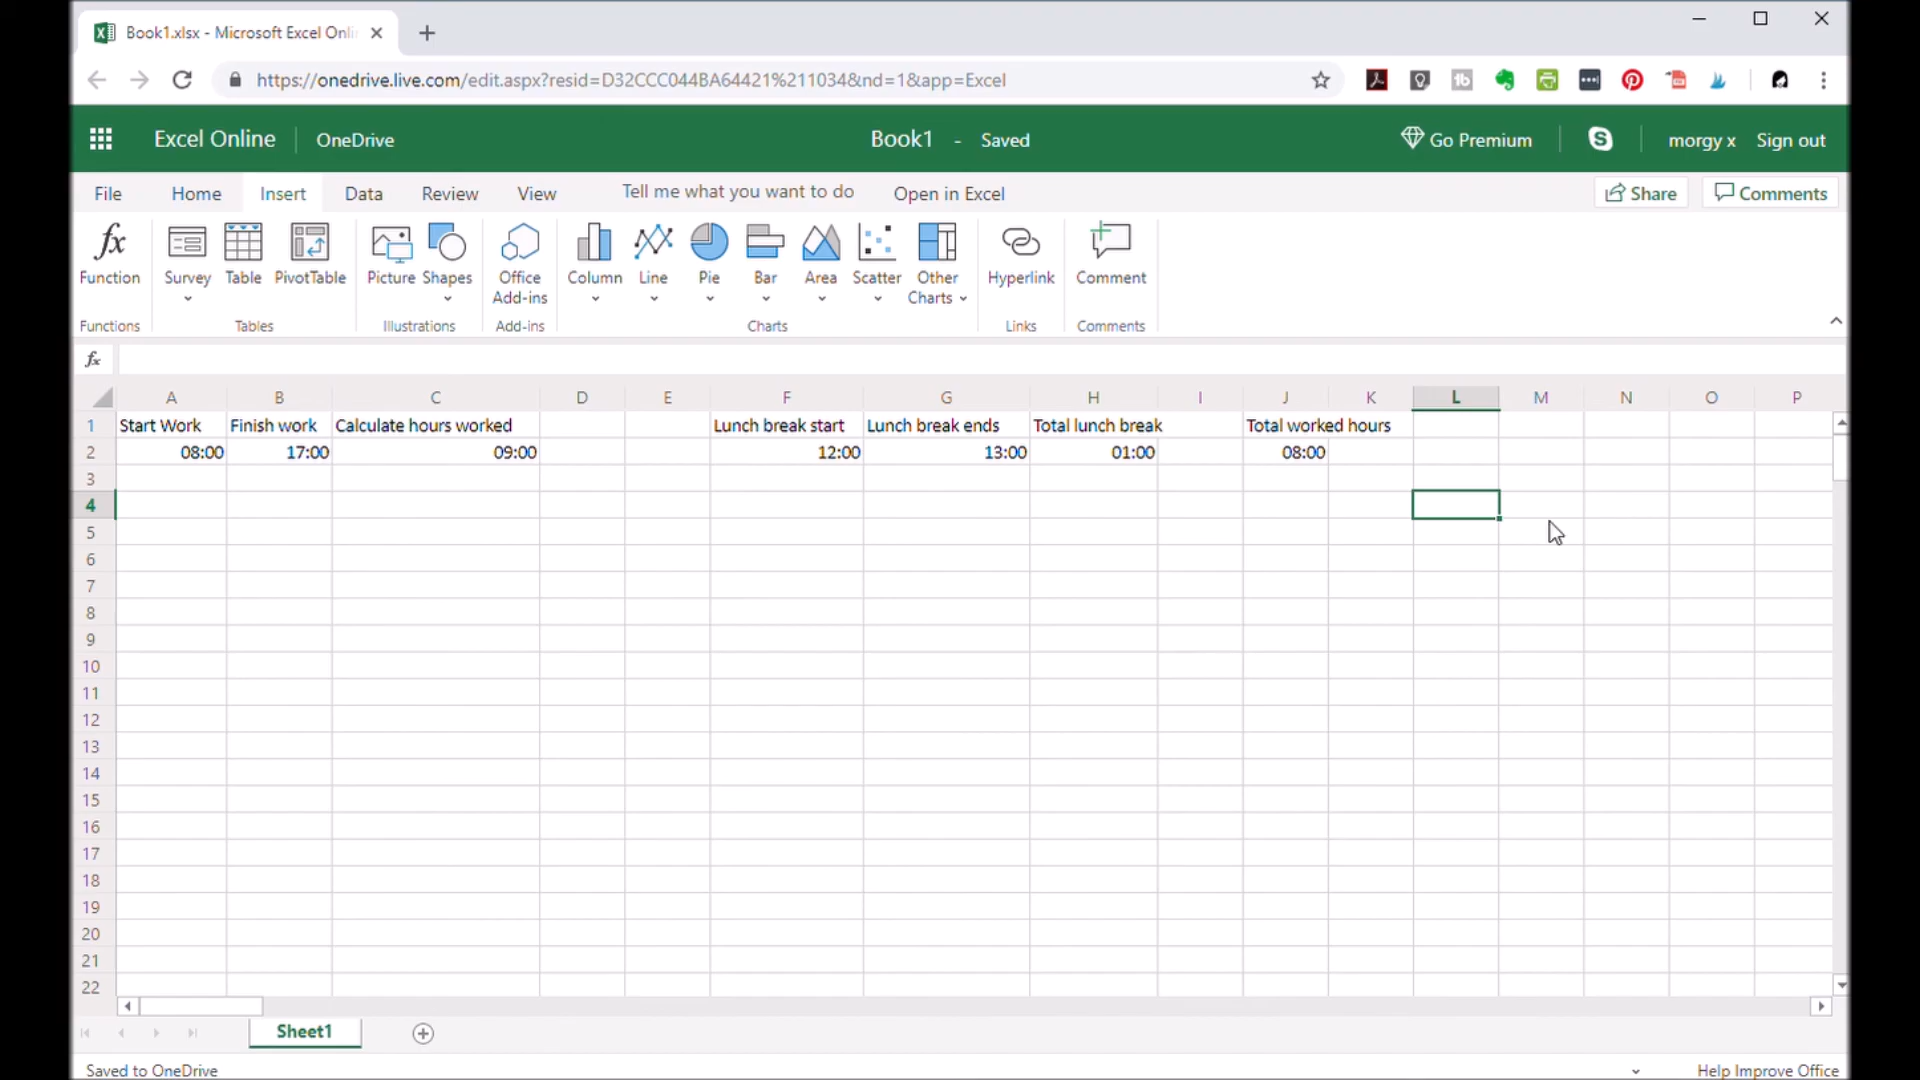 Book1.xlsx - Microsoft Excel Onli
https://onedrive.live.com/edit.aspx?resid=D32CCC044BA64421%211034&nd=1&app=Excel
Excel Online OneDrive Book1 - Saved Go Premium morgy x Sign out
File Home Insert Data Review View Tell me what you want to do Open in Excel Share Comments
Function Survey Table PivotTable Picture Shapes Office Add-ins Column Line Pie Bar Area Scatter Other Charts Hyperlink Comment
Functions Tables Illustrations Add-ins Charts Links Comments
fx
A B C D E F G H I J K L M N O P
1 Start Work Finish work Calculate hours worked Lunch break start Lunch break ends Total lunch break Total worked hours
2 08:00 17:00 09:00 12:00 13:00 01:00 08:00
3
4
5
6
7
8
9
10
11
12
13
14
15
16
17
18
19
20
21
22
Sheet1
Saved to OneDrive Help Improve Office